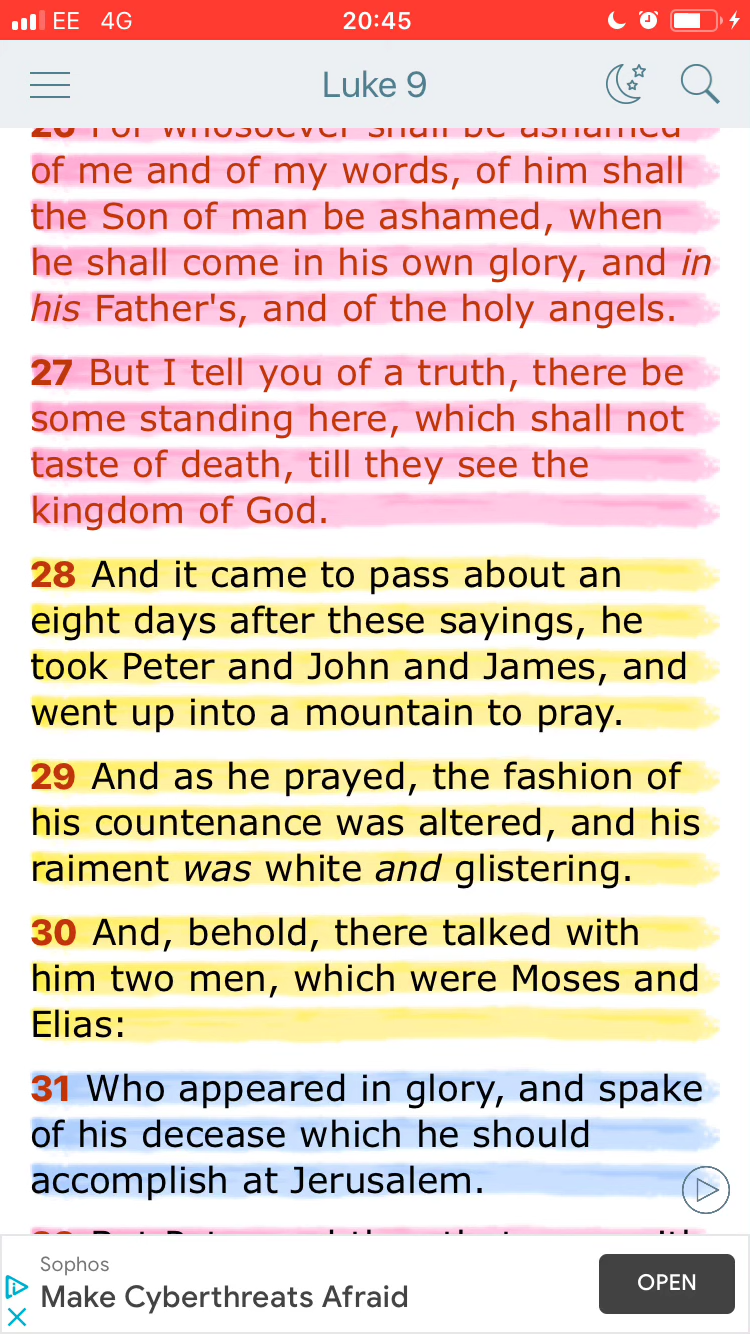 EE 4G 20:45
Luke 9
26 For whosoever shall be ashamed
of me and of my words, of him shall
the Son of man be ashamed, when
he shall come in his own glory, and in
his Father's, and of the holy angels.
27 But I tell you of a truth, there be
some standing here, which shall not
taste of death, till they see the
kingdom of God.
28 And it came to pass about an
eight days after these sayings, he
took Peter and John and James, and
went up into a mountain to pray.
29 And as he prayed, the fashion of
his countenance was altered, and his
raiment was white and glistering.
30 And, behold, there talked with
him two men, which were Moses and
Elias:
31 Who appeared in glory, and spake
of his decease which he should
accomplish at Jerusalem.
Sophos
Make Cyberthreats Afraid
OPEN